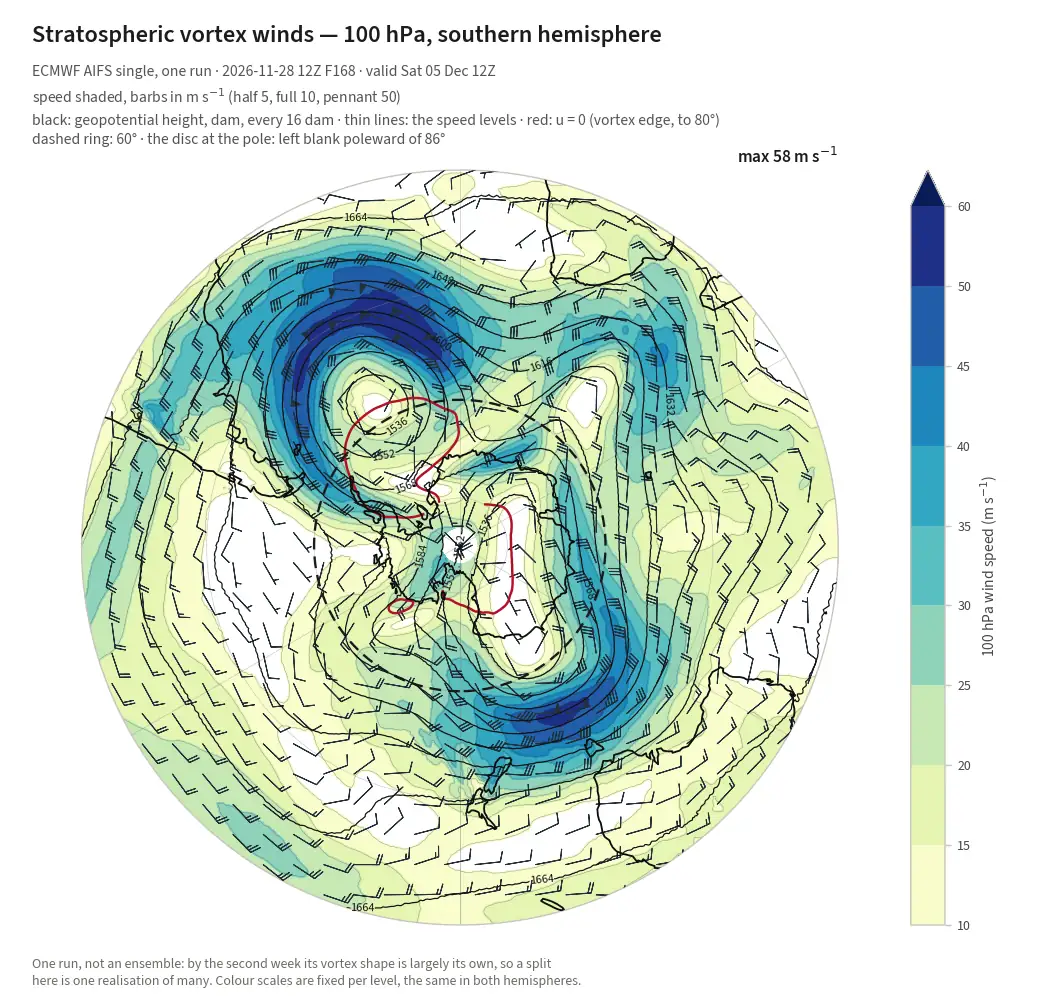 Stratospheric vortex winds — 100 hPa, southern hemisphere
ECMWF AIFS single, one run · 2026-11-28 12Z F168 · valid Sat 05 Dec 12Z
speed shaded, barbs in m s⁻¹ (half 5, full 10, pennant 50)
black: geopotential height, dam, every 16 dam · thin lines: the speed levels · red: u = 0 (vortex edge, to 80°)
dashed ring: 60° · the disc at the pole: left blank poleward of 86°
max 58 m s⁻¹
1664
1616
1632
1536
1552
1584
1568
1664
1664
60
50
45
40
35
30
25
20
15
10
100 hPa wind speed (m s⁻¹)
One run, not an ensemble: by the second week its vortex shape is largely its own, so a split
here is one realisation of many. Colour scales are fixed per level, the same in both hemispheres.